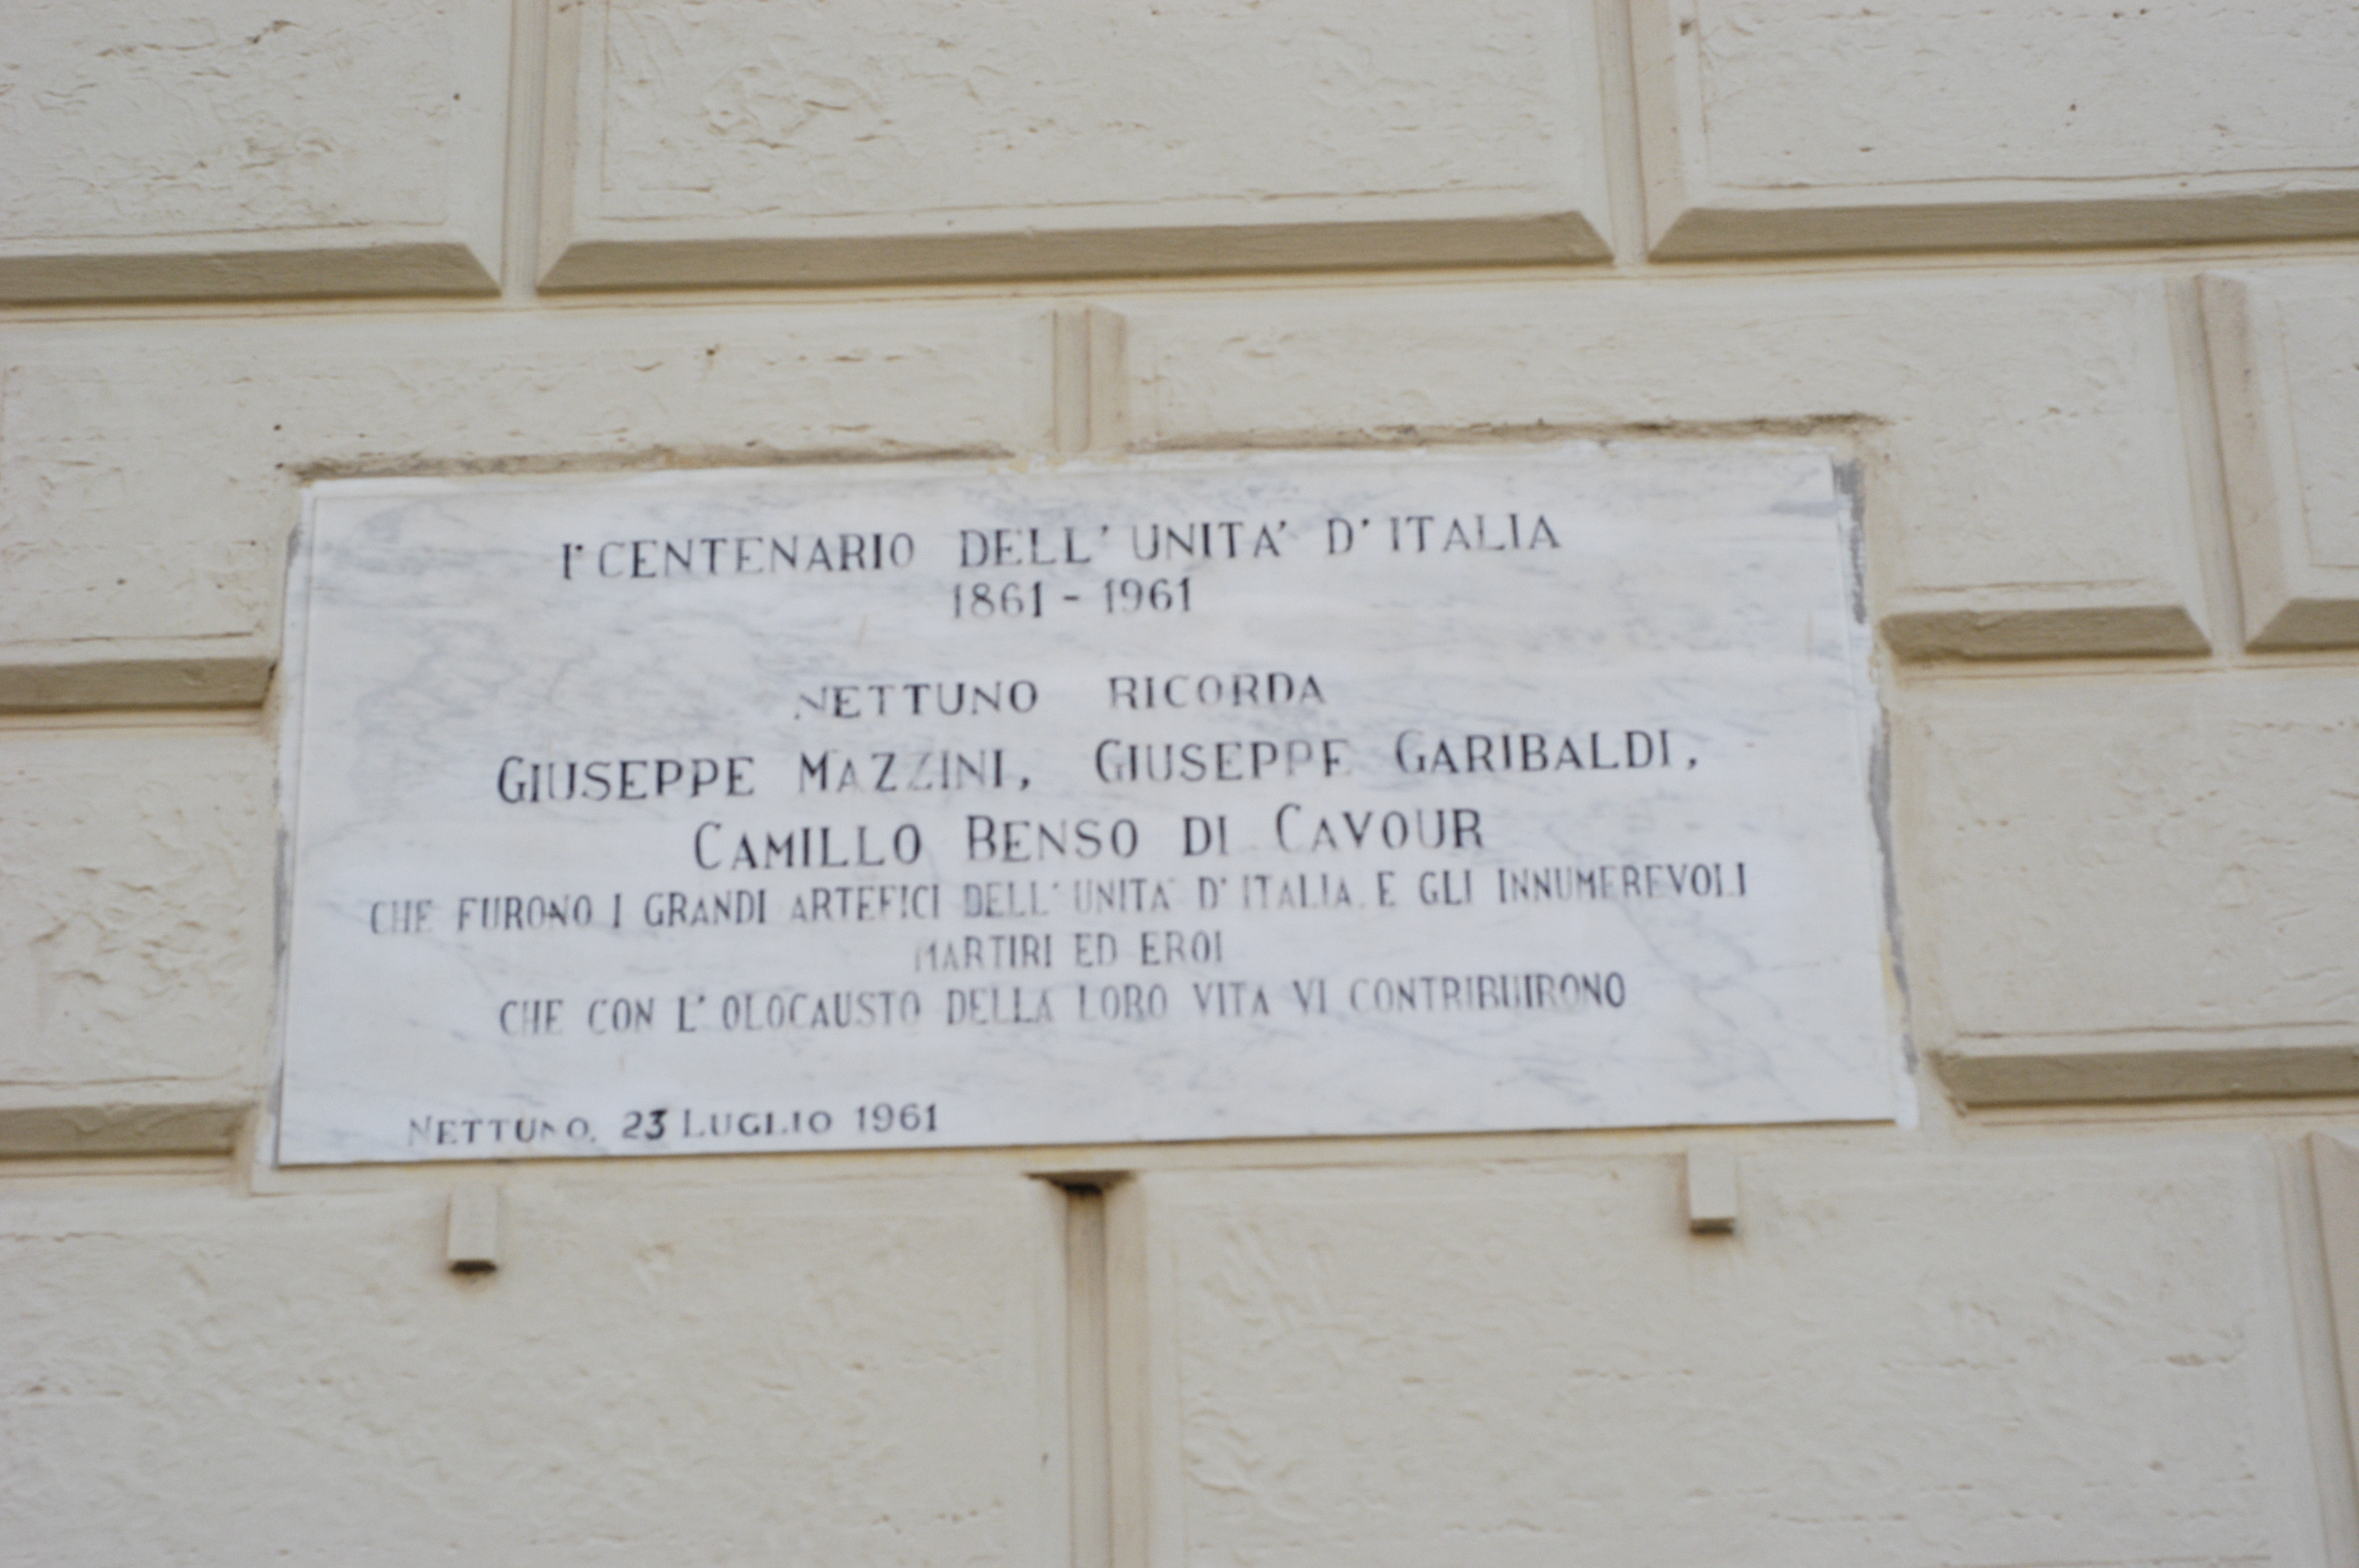 I° CENTENARIO DELL' UNITA' D' ITALIA
1861 - 1961
NETTUNO RICORDA
GIUSEPPE MAZZINI, GIUSEPPE GARIBALDI,
CAMILLO BENSO DI CAVOUR
CHE FURONO I GRANDI ARTEFICI DELL' UNITA' D' ITALIA E GLI INNUMEREVOLI
MARTIRI ED EROI
CHE CON L' OLOCAUSTO DELLA LORO VITA VI CONTRIBUIRONO
NETTUNO, 23 LUGLIO 1961